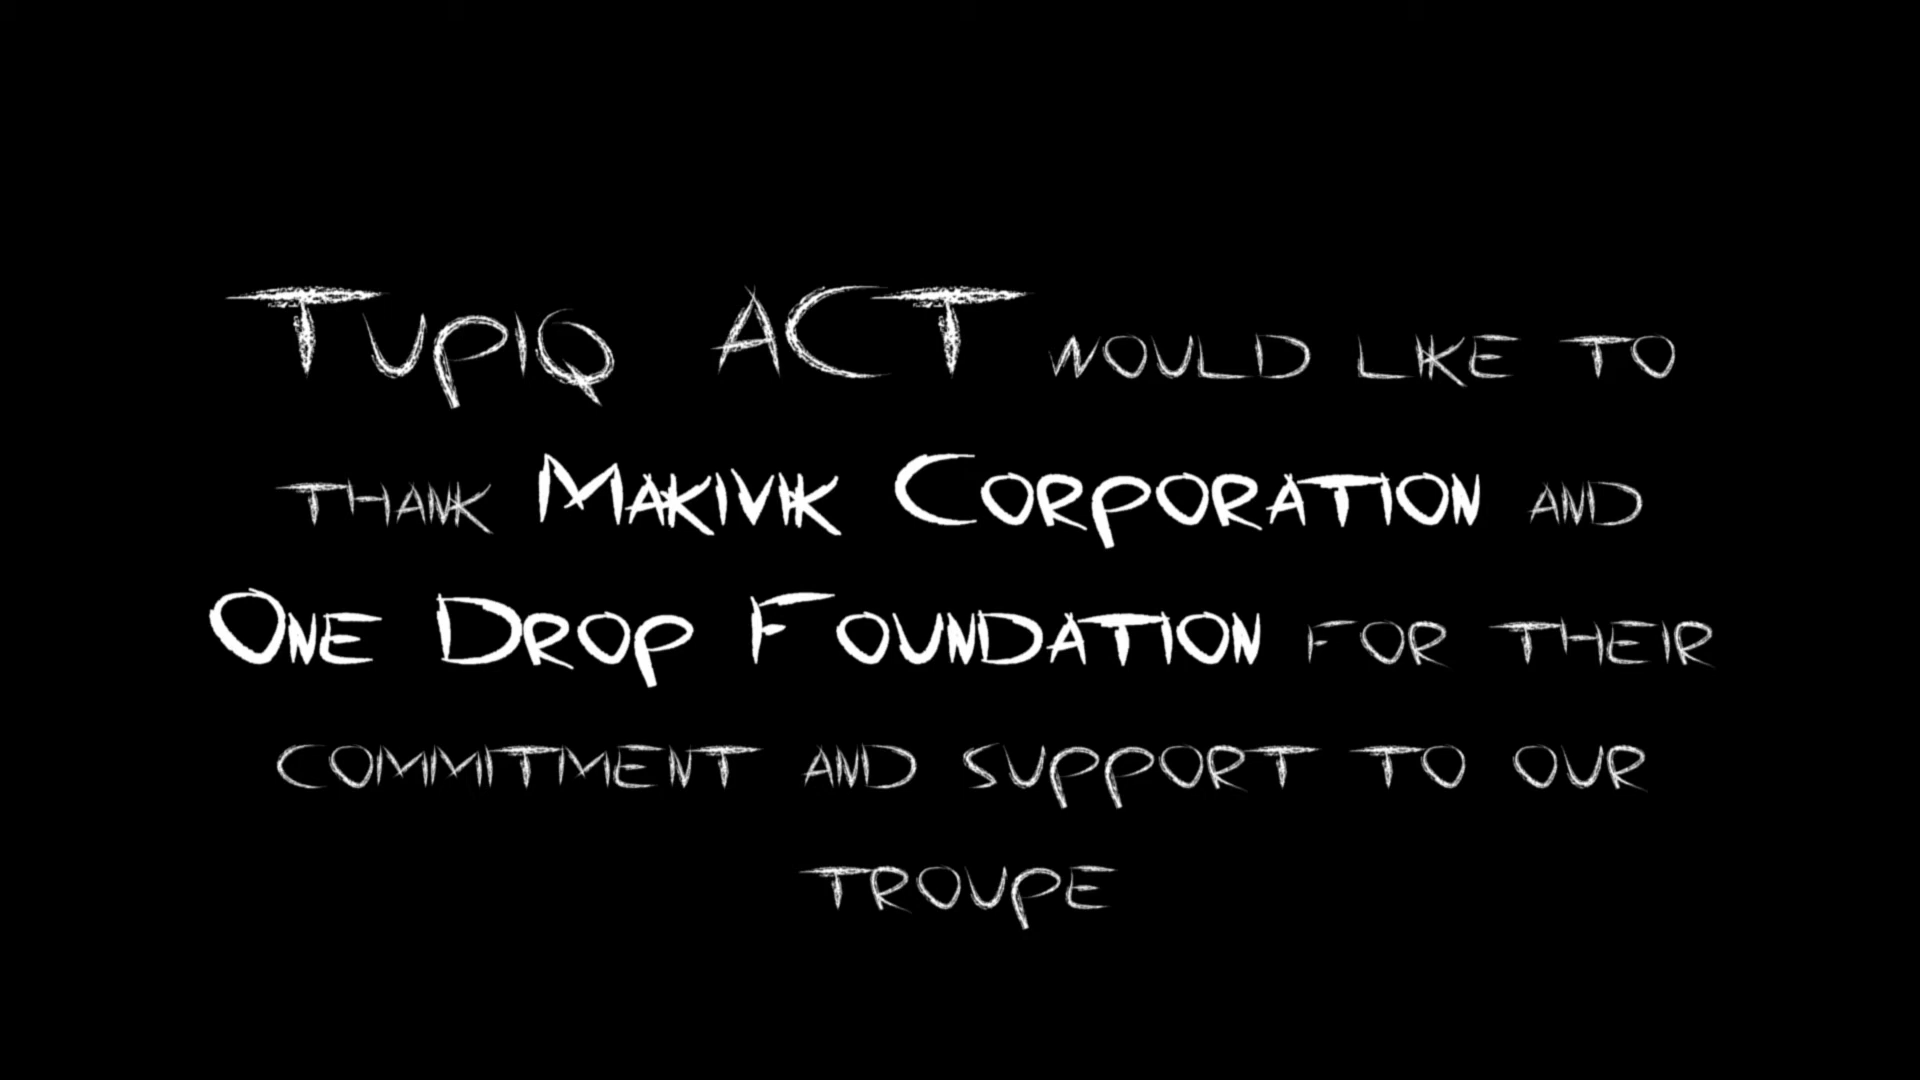 Tupiq ACT would like to
thank Makivik Corporation and
One Drop Foundation for their
commitment and support to our
troupe